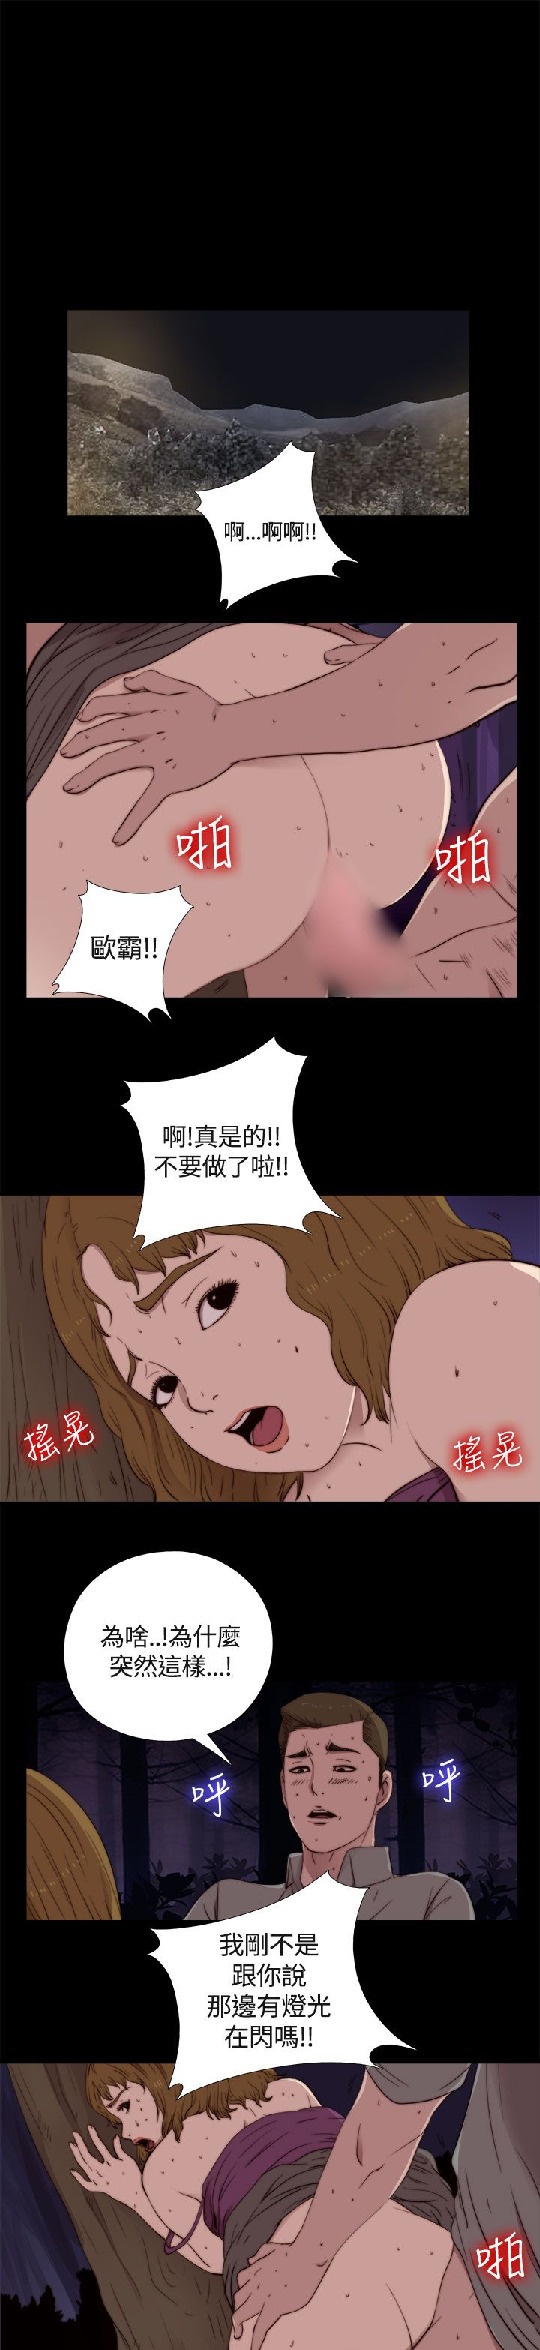 啊...啊啊!!
啪
啪
歐霸!!
啊!真是的!!
不要做了啦!!
搖晃
搖晃
為啥..!為什麼
突然這樣...!
呼
呼
我剛不是
跟你說
那邊有燈光
在閃嗎!!
啪